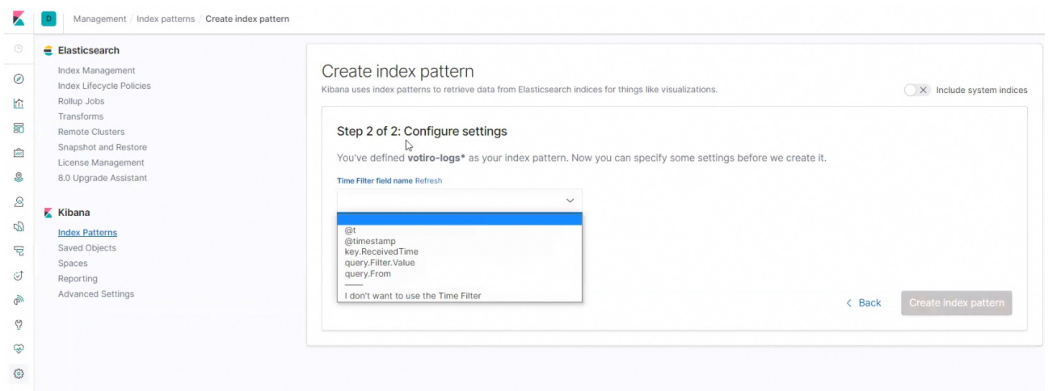 D
Management / Index patterns / Create index pattern
Elasticsearch
Index Management
Index Lifecycle Policies
Rollup Jobs
Transforms
Remote Clusters
Snapshot and Restore
License Management
8.0 Upgrade Assistant
Kibana
Index Patterns
Saved Objects
Spaces
Reporting
Advanced Settings
Create index pattern
Kibana uses index patterns to retrieve data from Elasticsearch indices for things like visualizations.
Include system indices
Step 2 of 2: Configure settings
You've defined votiro-logs* as your index pattern. Now you can specify some settings before we create it.
Time Filter field name Refresh
@t
@timestamp
key.ReceivedTime
query.Filter.Value
query.From
I don't want to use the Time Filter
Back
Create index pattern